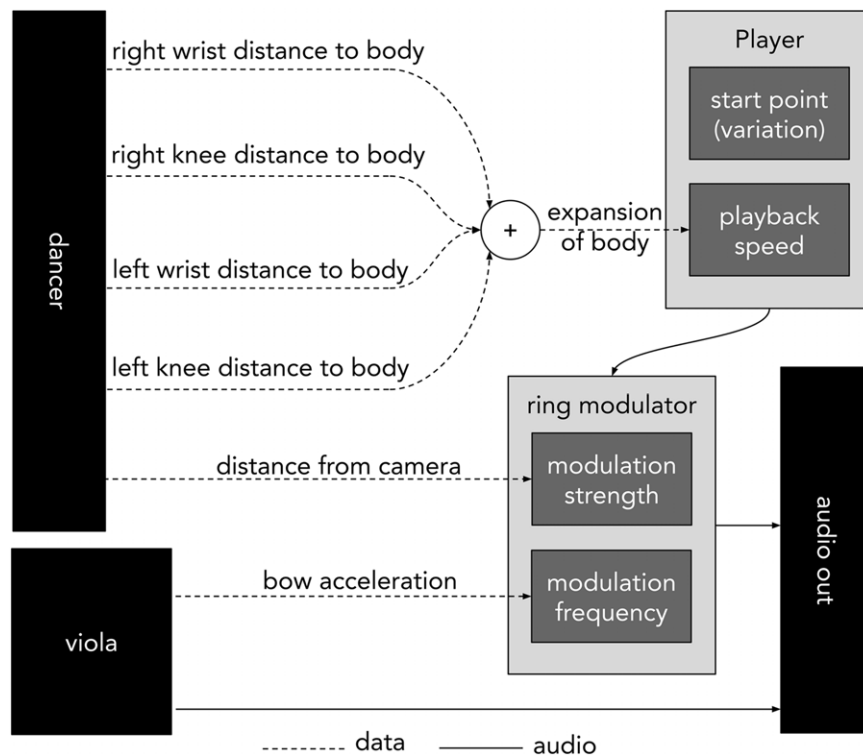 right wrist distance to body
right knee distance to body
left wrist distance to body
left knee distance to body
dancer
+
expansion
of body
Player
start point
(variation)
playback
speed
ring modulator
distance from camera
modulation
strength
bow acceleration
modulation
frequency
viola
audio out
data
audio